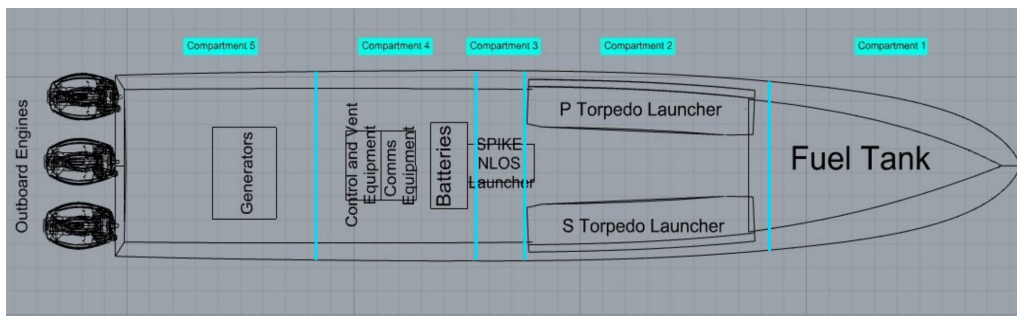 Compartment 5
Compartment 4
Compartment 3
Compartment 2
Compartment 1
Outboard Engines
Generators
Control and Vent
Equipment
Comms
Equipment
Batteries
SPIKE
NLOS
Launcher
P Torpedo Launcher
S Torpedo Launcher
Fuel Tank